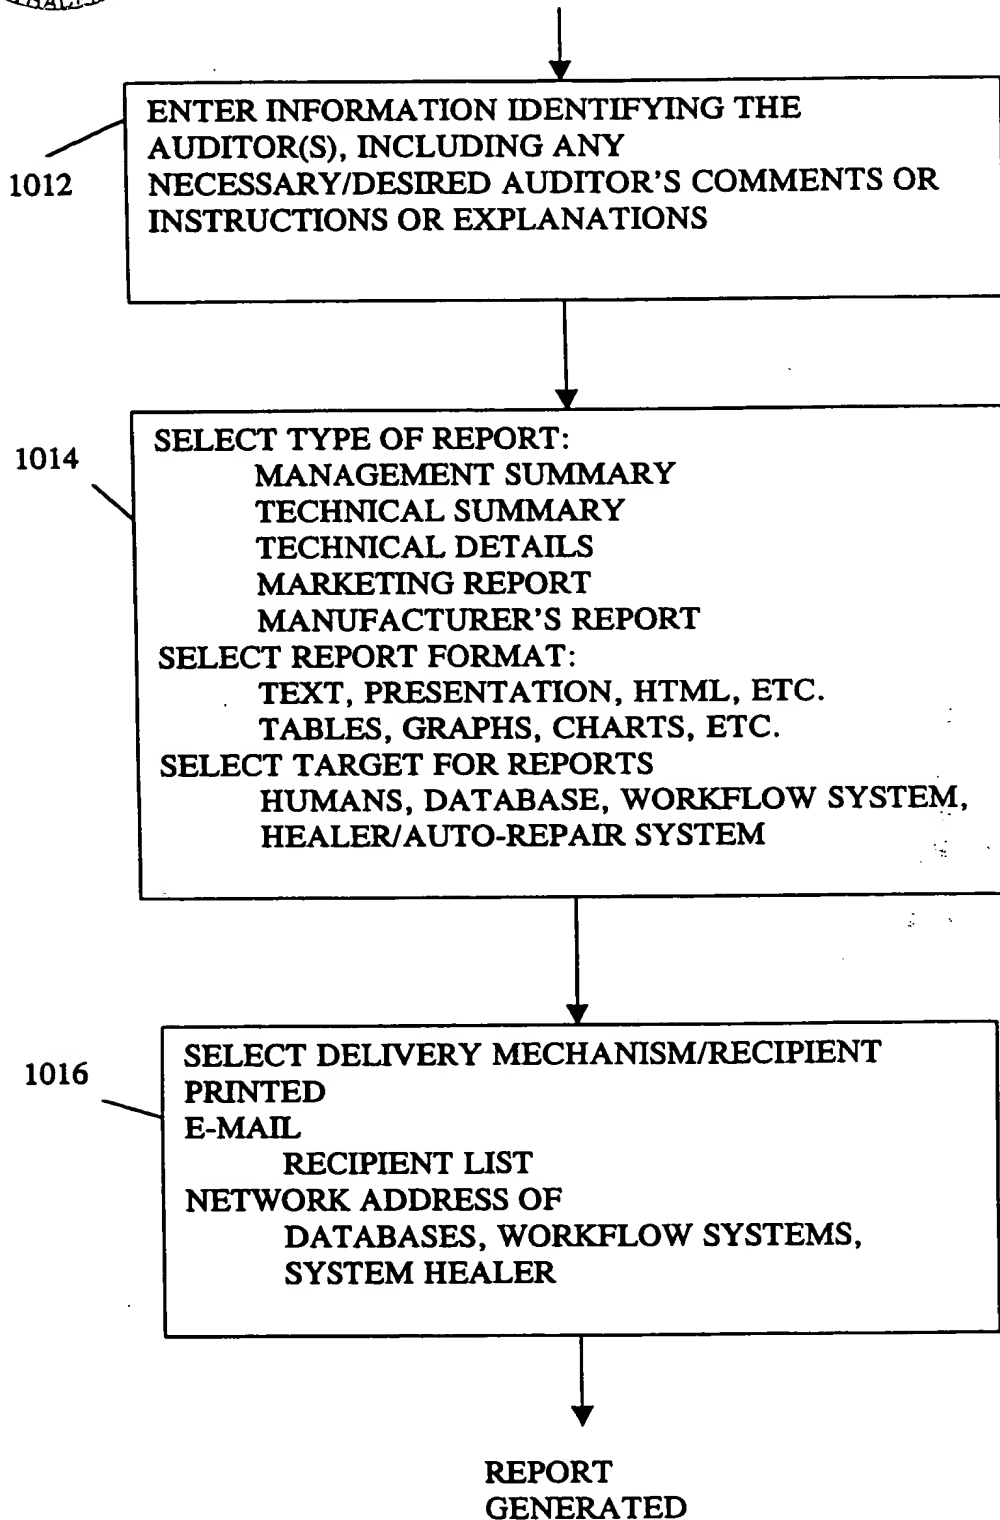 ENTER INFORMATION IDENTIFYING THE
AUDITOR(S), INCLUDING ANY
NECESSARY/DESIRED AUDITOR'S COMMENTS OR
INSTRUCTIONS OR EXPLANATIONS
1012
SELECT TYPE OF REPORT:
MANAGEMENT SUMMARY
TECHNICAL SUMMARY
TECHNICAL DETAILS
MARKETING REPORT
MANUFACTURER'S REPORT
SELECT REPORT FORMAT:
TEXT, PRESENTATION, HTML, ETC.
TABLES, GRAPHS, CHARTS, ETC.
SELECT TARGET FOR REPORTS
HUMANS, DATABASE, WORKFLOW SYSTEM,
HEALER/AUTO-REPAIR SYSTEM
1014
SELECT DELIVERY MECHANISM/RECIPIENT
PRINTED
E-MAIL
RECIPIENT LIST
NETWORK ADDRESS OF
DATABASES, WORKFLOW SYSTEMS,
SYSTEM HEALER
1016
REPORT
GENERATED